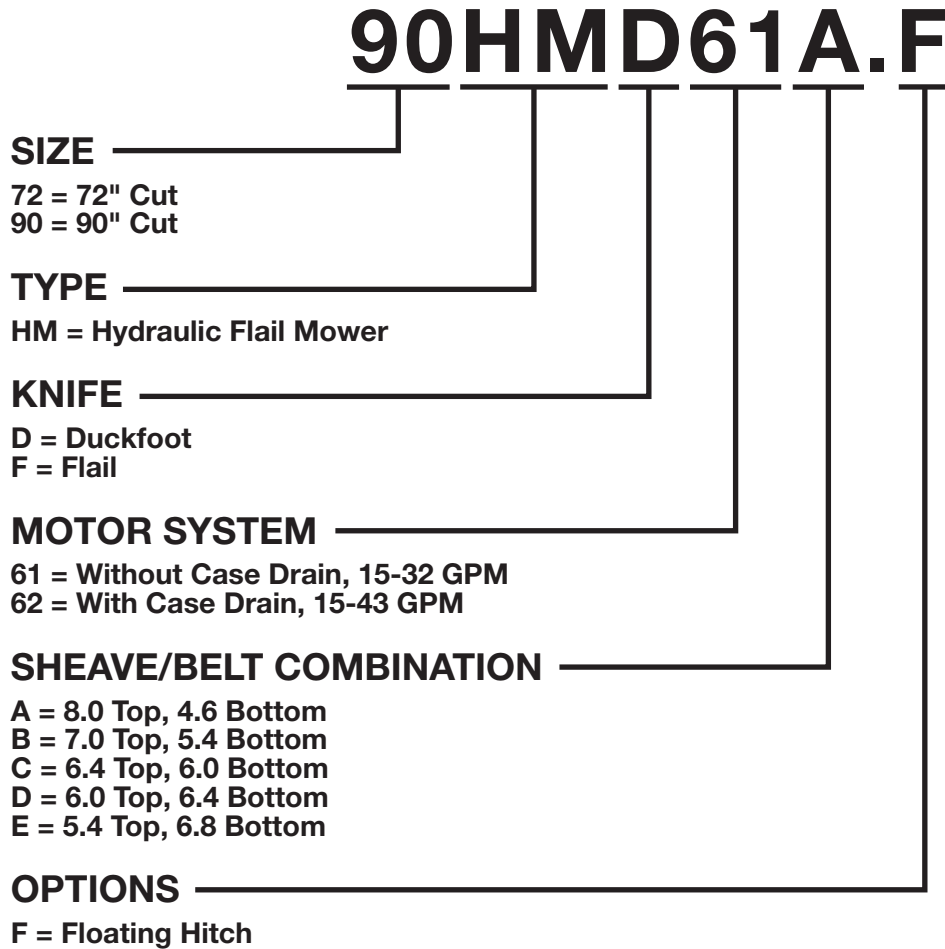 90HMD61A.F
SIZE
72 = 72" Cut
90 = 90" Cut
TYPE
HM = Hydraulic Flail Mower
KNIFE
D = Duckfoot
F = Flail
MOTOR SYSTEM
61 = Without Case Drain, 15-32 GPM
62 = With Case Drain, 15-43 GPM
SHEAVE/BELT COMBINATION
A = 8.0 Top, 4.6 Bottom
B = 7.0 Top, 5.4 Bottom
C = 6.4 Top, 6.0 Bottom
D = 6.0 Top, 6.4 Bottom
E = 5.4 Top, 6.8 Bottom
OPTIONS
F = Floating Hitch